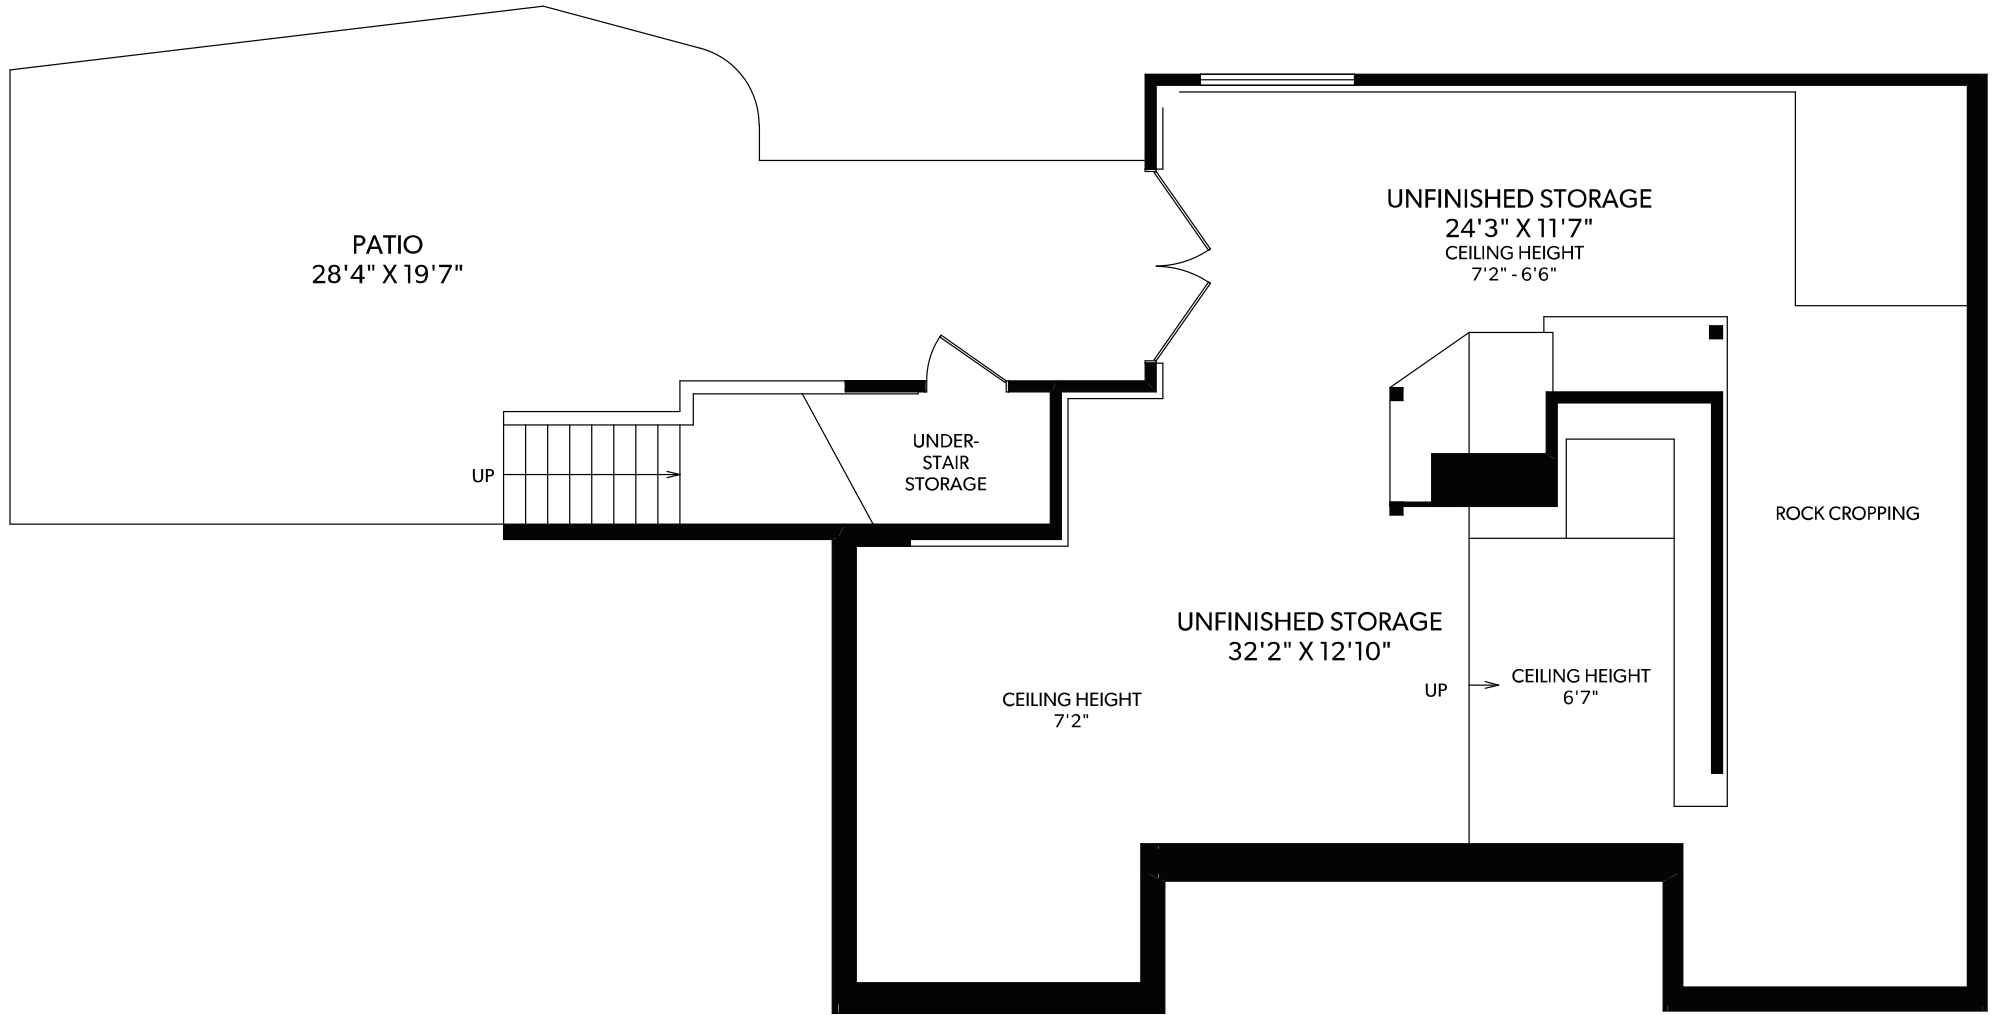 PATIO
28'4" X 19'7"
UNFINISHED STORAGE
24'3" X 11'7"
CEILING HEIGHT
7'2" - 6'6"
UNDER-
STAIR
STORAGE
UP
ROCK CROPPING
UNFINISHED STORAGE
32'2" X 12'10"
CEILING HEIGHT
7'2"
UP
CEILING HEIGHT
6'7"